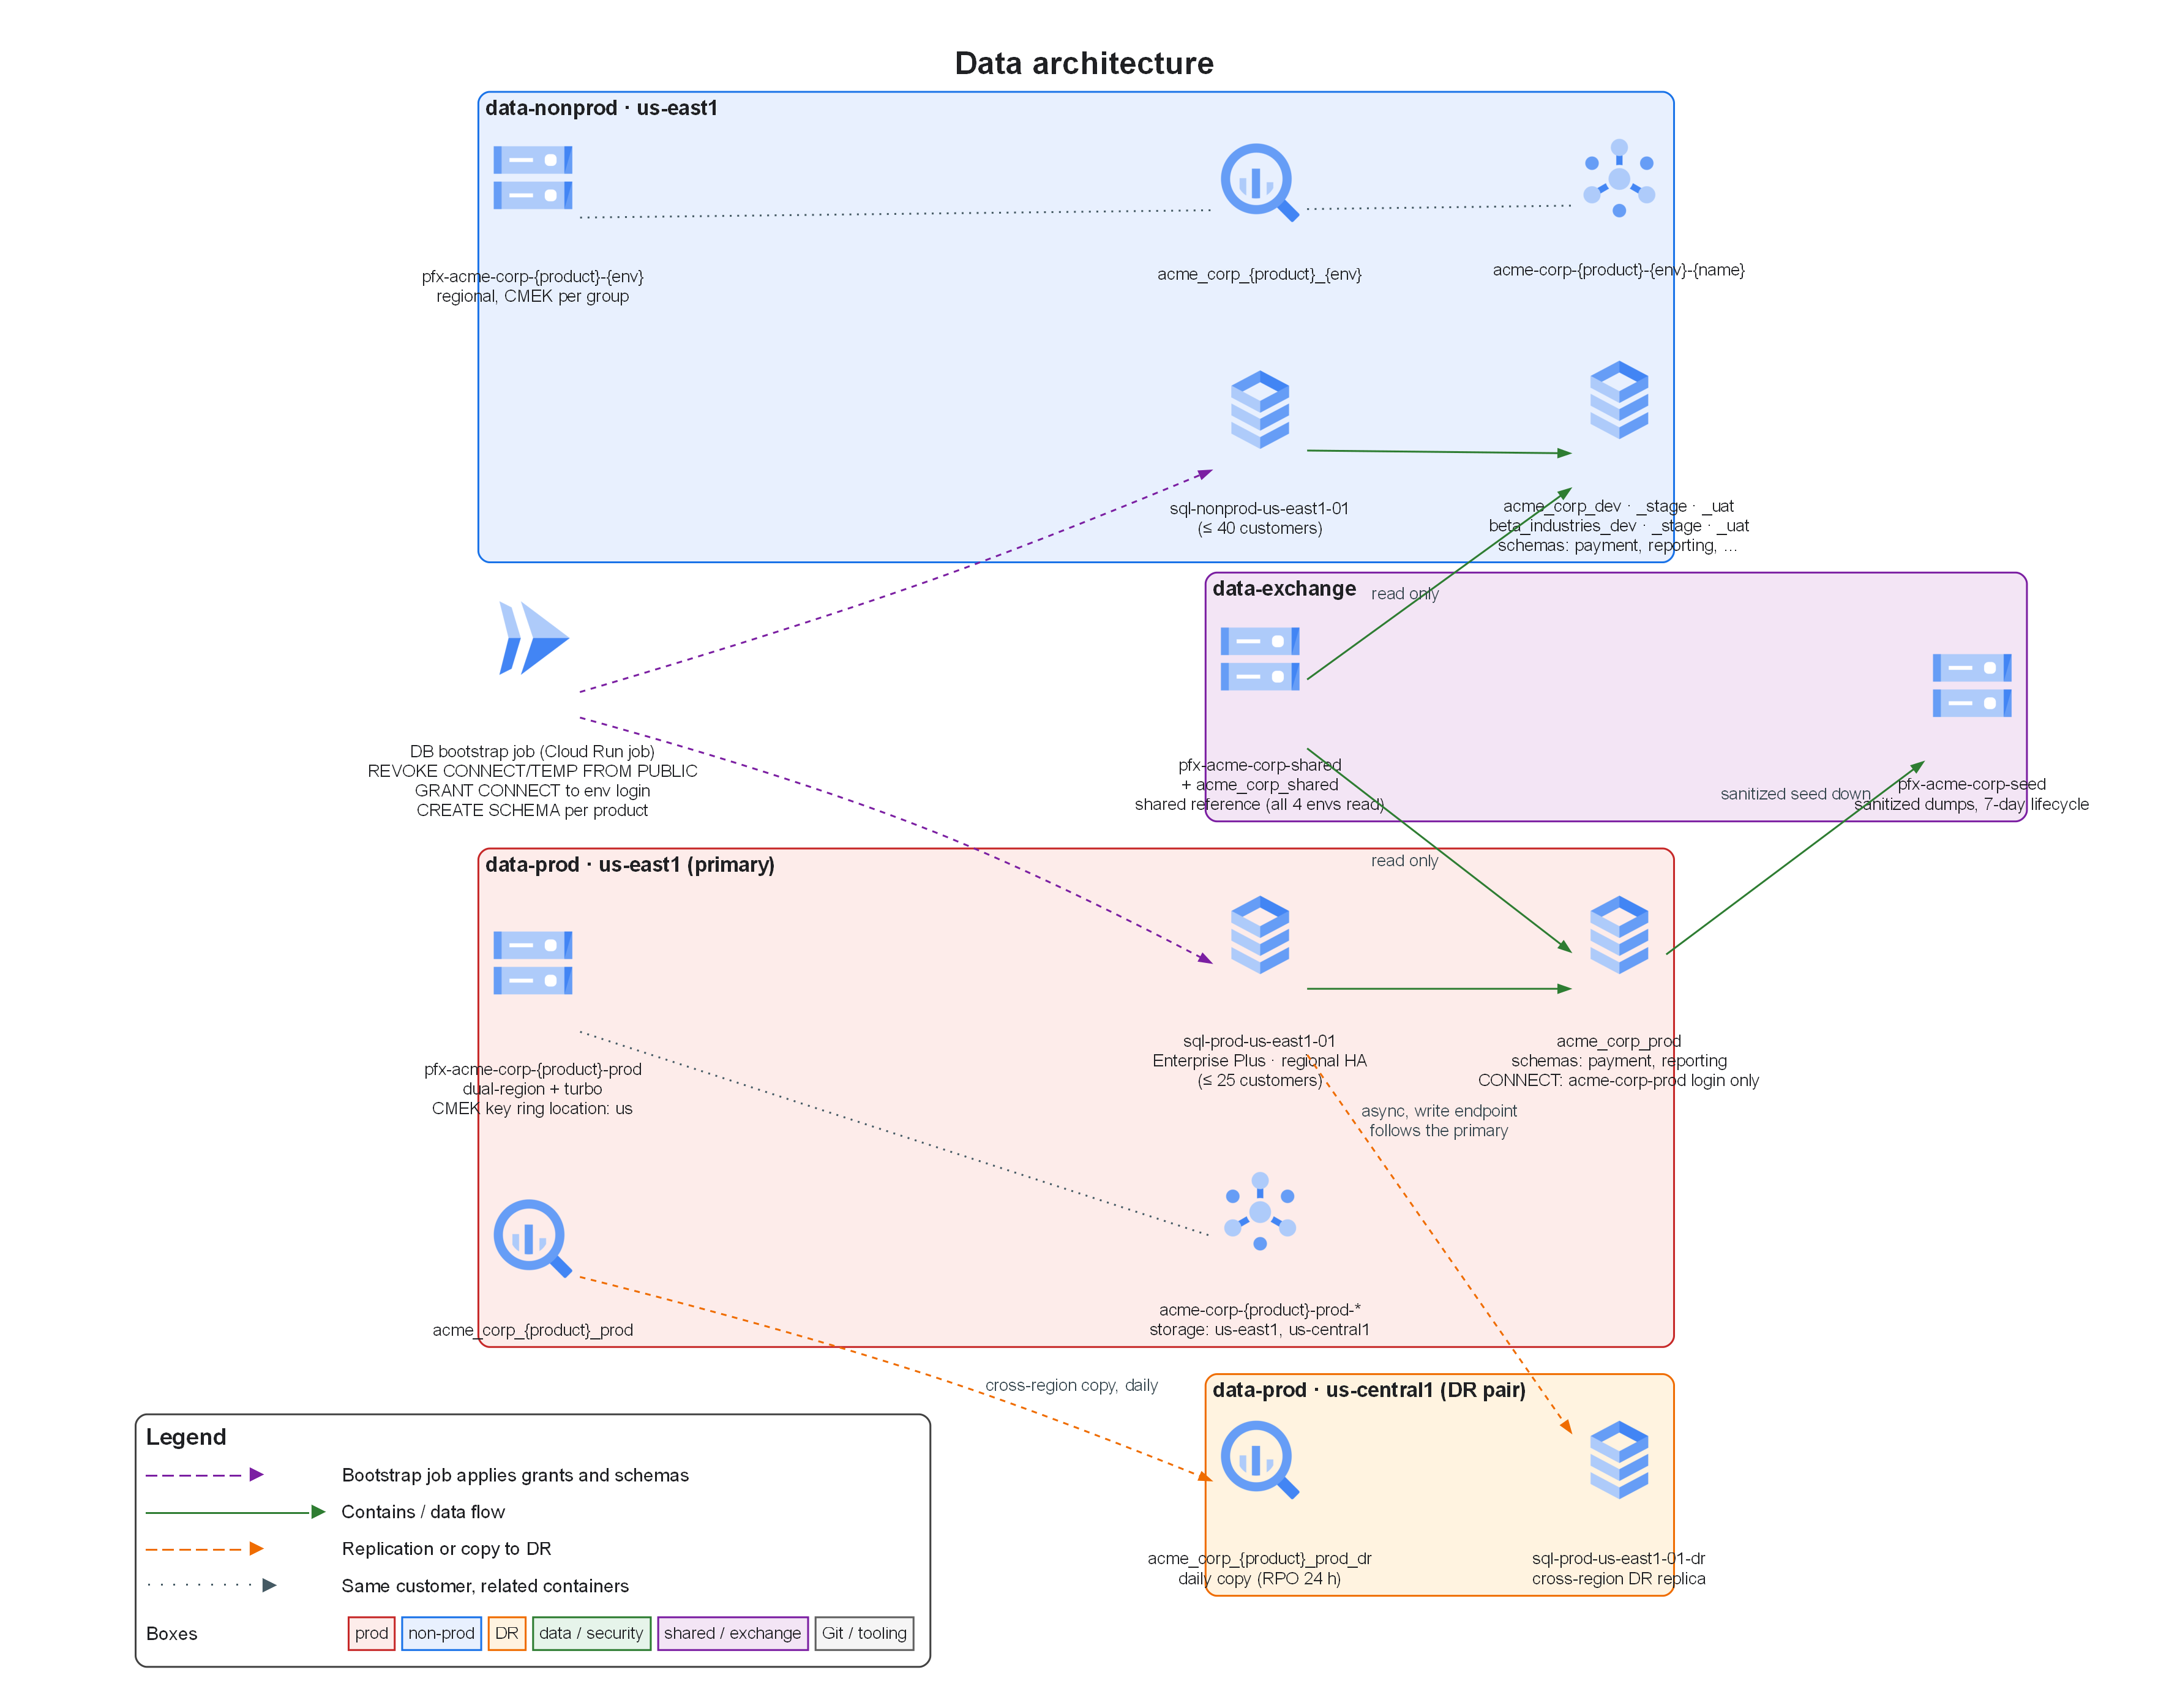 Data architecture
data-nonprod · us-east1
pfx-acme-corp-{product}-{env}
regional, CMEK per group
acme_corp_{product}_{env}
acme-corp-{product}-{env}-{name}
sql-nonprod-us-east1-01
(≤ 40 customers)
acme_corp_dev · _stage · _uat
beta_industries_dev · _stage · _uat
schemas: payment, reporting, ...
DB bootstrap job (Cloud Run job)
REVOKE CONNECT/TEMP FROM PUBLIC
GRANT CONNECT to env login
CREATE SCHEMA per product
data-exchange
read only
pfx-acme-corp-shared
+ acme_corp_shared
shared reference (all 4 envs read)
sanitized seed down
pfx-acme-corp-seed
sanitized dumps, 7-day lifecycle
data-prod · us-east1 (primary)
read only
pfx-acme-corp-{product}-prod
dual-region + turbo
CMEK key ring location: us
sql-prod-us-east1-01
Enterprise Plus · regional HA
(≤ 25 customers)
acme_corp_prod
schemas: payment, reporting
CONNECT: acme-corp-prod login only
async, write endpoint
follows the primary
acme_corp_{product}_prod
acme-corp-{product}-prod-*
storage: us-east1, us-central1
cross-region copy, daily
data-prod · us-central1 (DR pair)
acme_corp_{product}_prod_dr
daily copy (RPO 24 h)
sql-prod-us-east1-01-dr
cross-region DR replica
Legend
Bootstrap job applies grants and schemas
Contains / data flow
Replication or copy to DR
Same customer, related containers
Boxes
prod
non-prod
DR
data / security
shared / exchange
Git / tooling